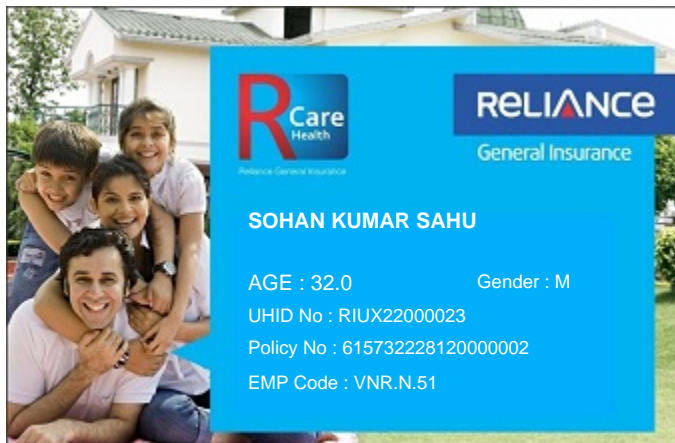 R Care
Health
Reliance General Insurance
RELIANCE
General Insurance
SOHAN KUMAR SAHU
AGE : 32.0 Gender : M
UHID No : RIUX22000023
Policy No : 615732228120000002
EMP Code : VNR.N.51